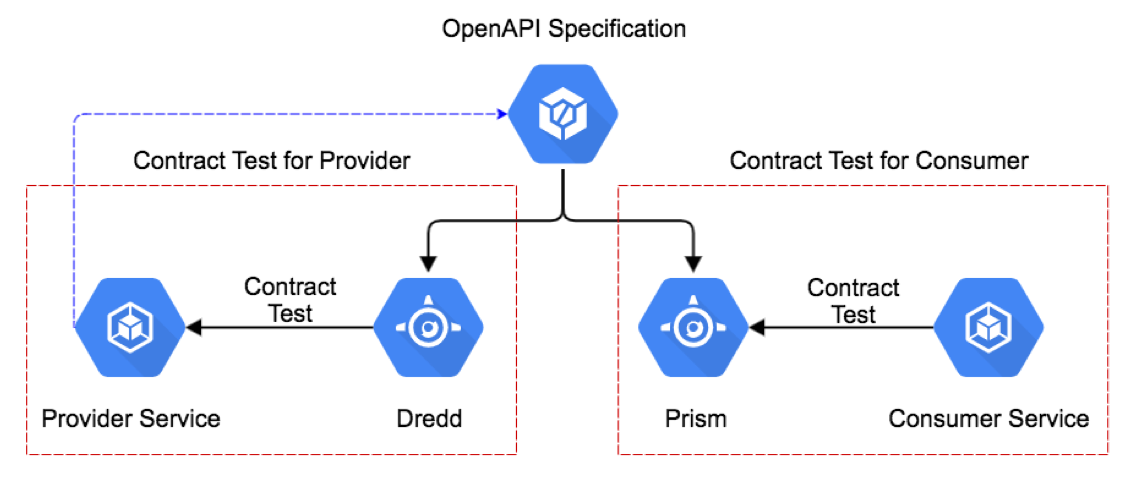 OpenAPI Specification
Contract Test for Provider
Contract Test for Consumer
Contract
Test
Contract
Test
Provider Service
Dredd
Prism
Consumer Service